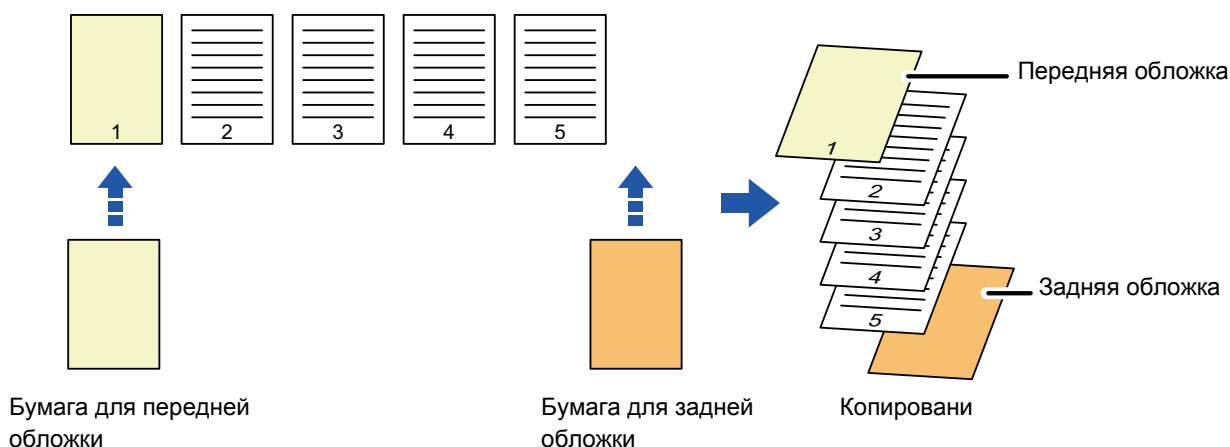 1 2 3 4 5
Передняя обложка
1
2
3
4
5
Задняя обложка
Бумага для передней
обложки
Бумага для задней
обложки
Копировани